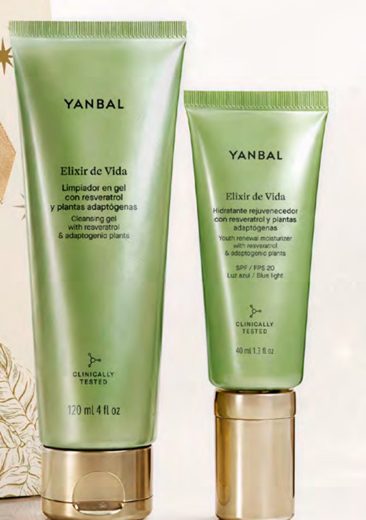 YANBAL
Elixir de Vida
Limpiador en gel
con resveratrol
y plantas adaptógenas
Cleansing gel
with resveratrol
& adaptogenic plants
CLINICALLY
TESTED
120 ml 4 fl oz
YANBAL
Elixir de Vida
Hidratante rejuvenecedor
con resveratrol y plantas
adaptógenas
Youth renewal moisturizer
with resveratrol
& adaptogenic plants
SPF / FPS 20
Luz azul / Blue light
CLINICALLY
TESTED
40 ml 1.3 fl oz